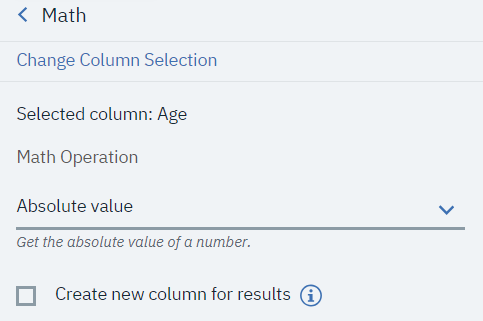 Math
Change Column Selection
Selected column: Age
Math Operation
Absolute value
Get the absolute value of a number.
Create new column for results